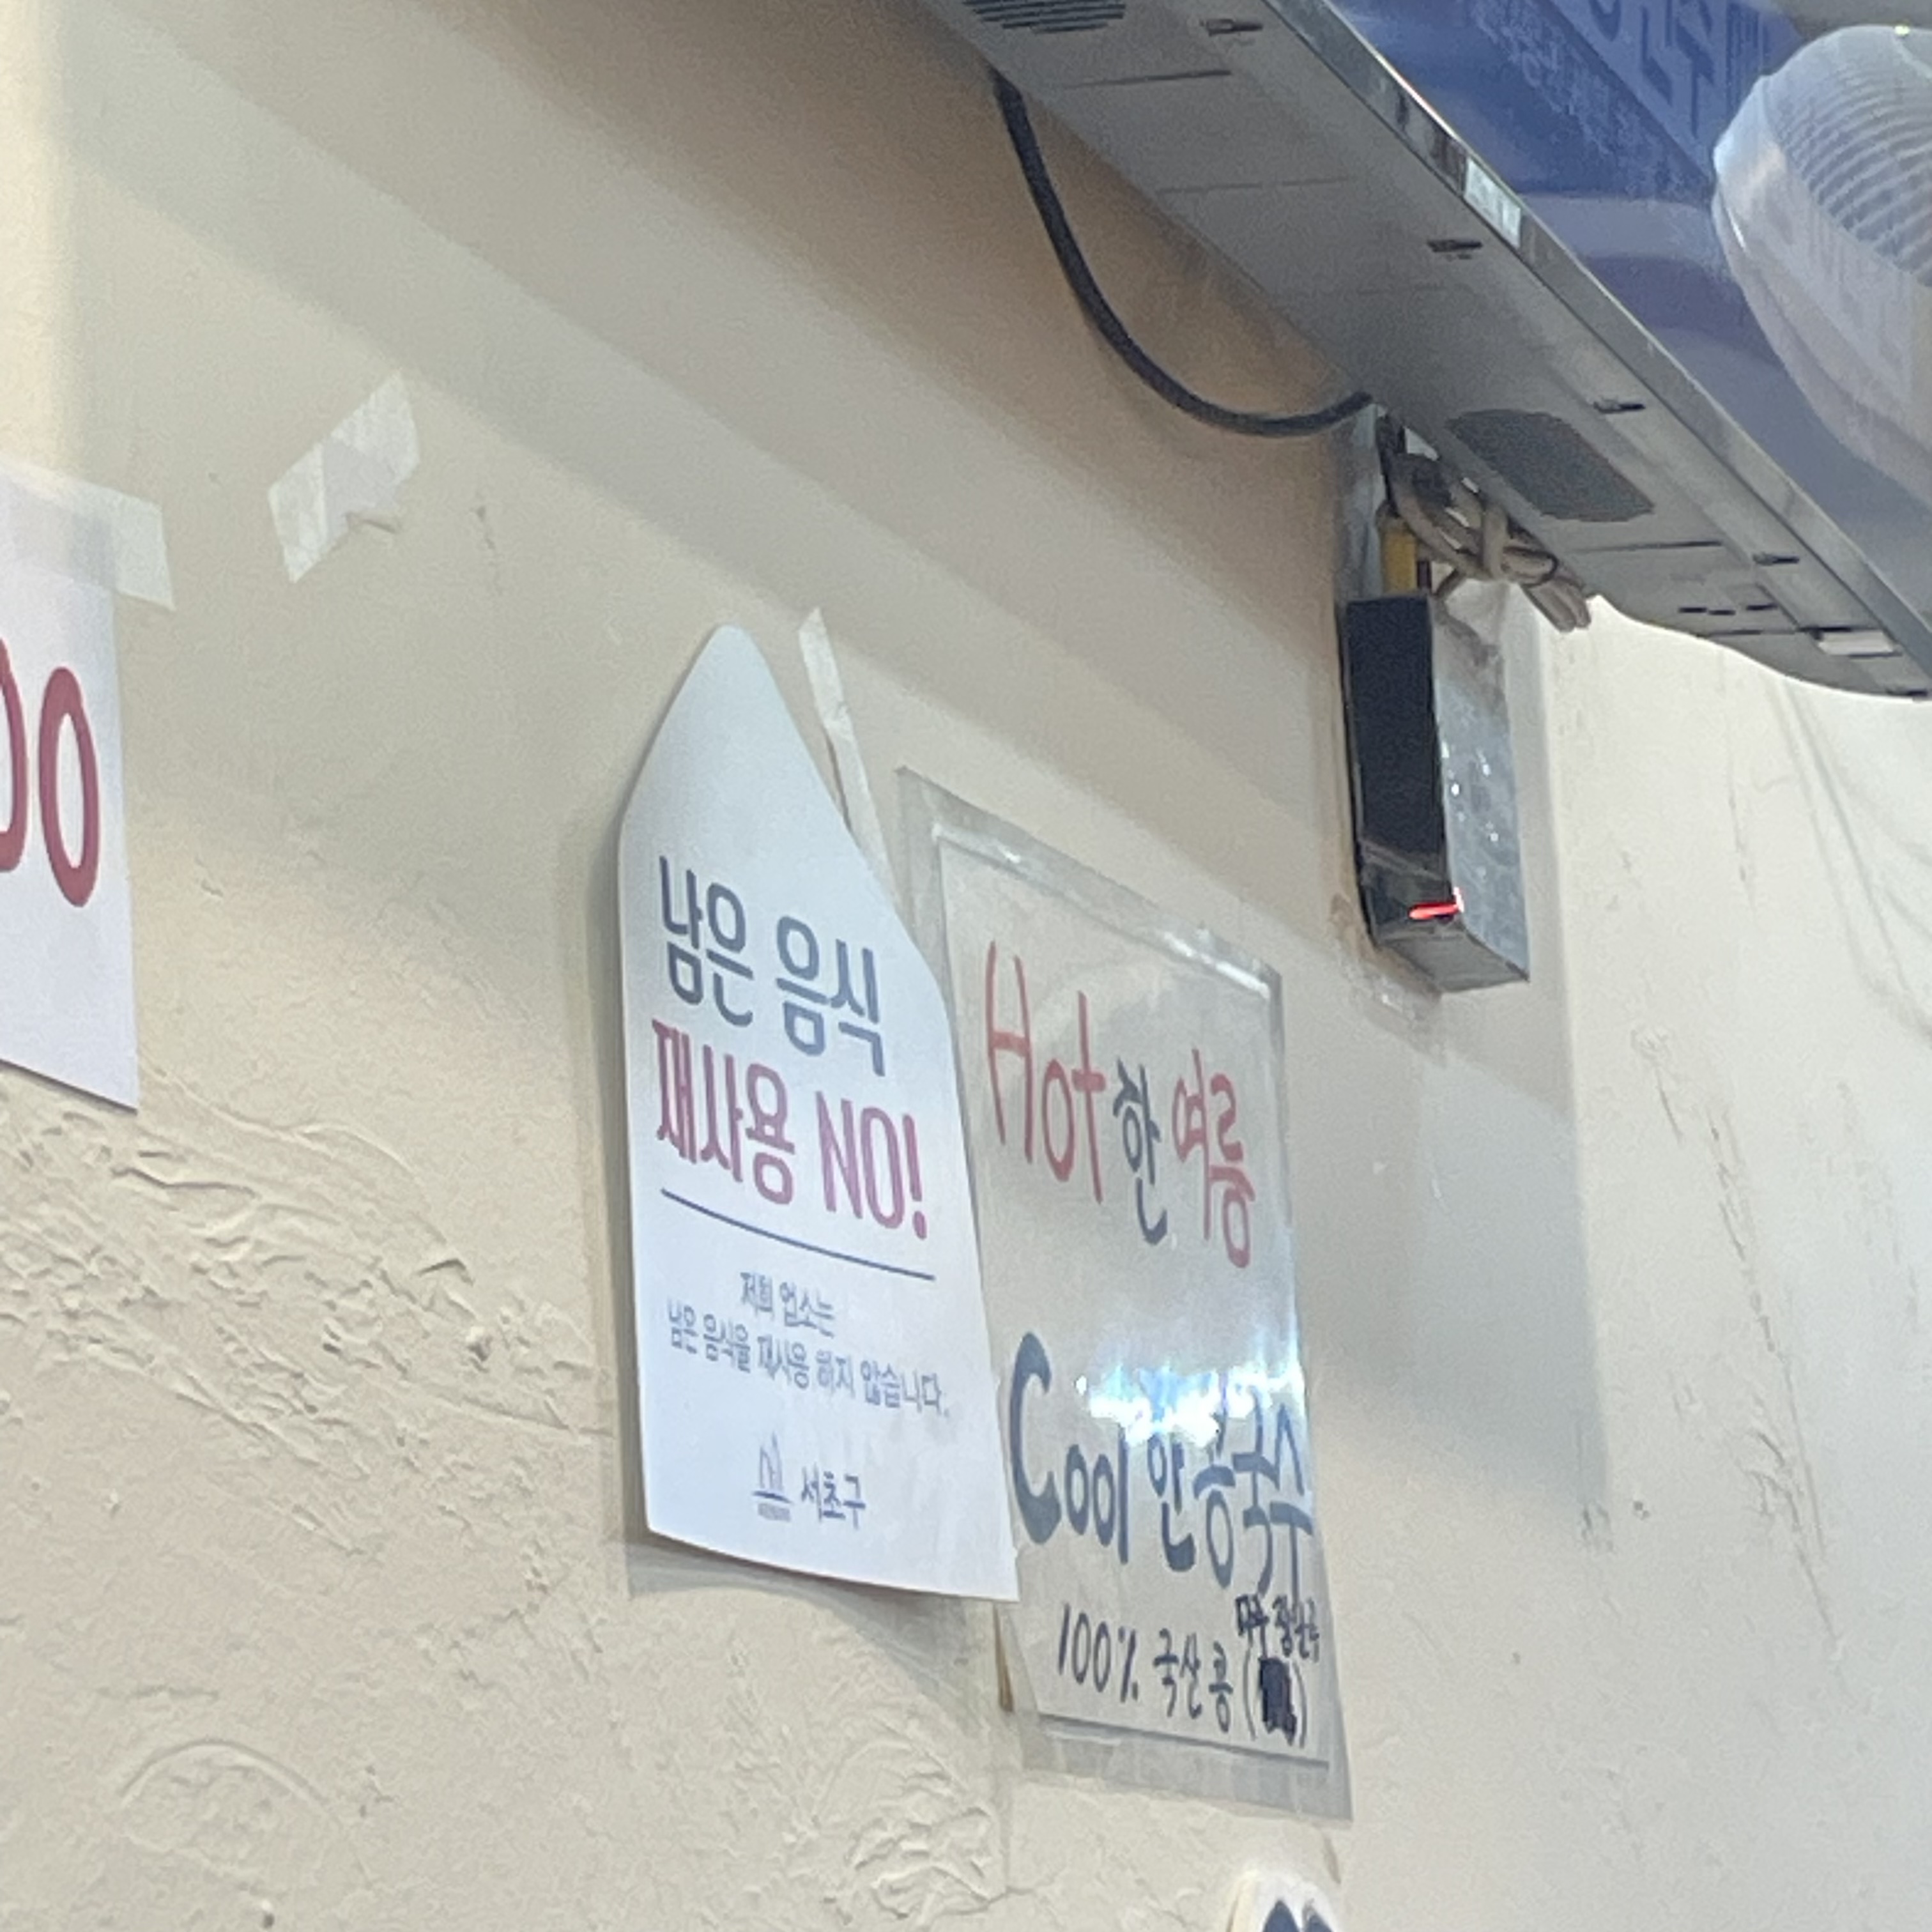 00
남은 음식
재사용 NO!
저희 업소는
남은 음식을 재사용 하지 않습니다.
서초구
Hot한 여름
Cool한 콩국수
100% 국산콩 (